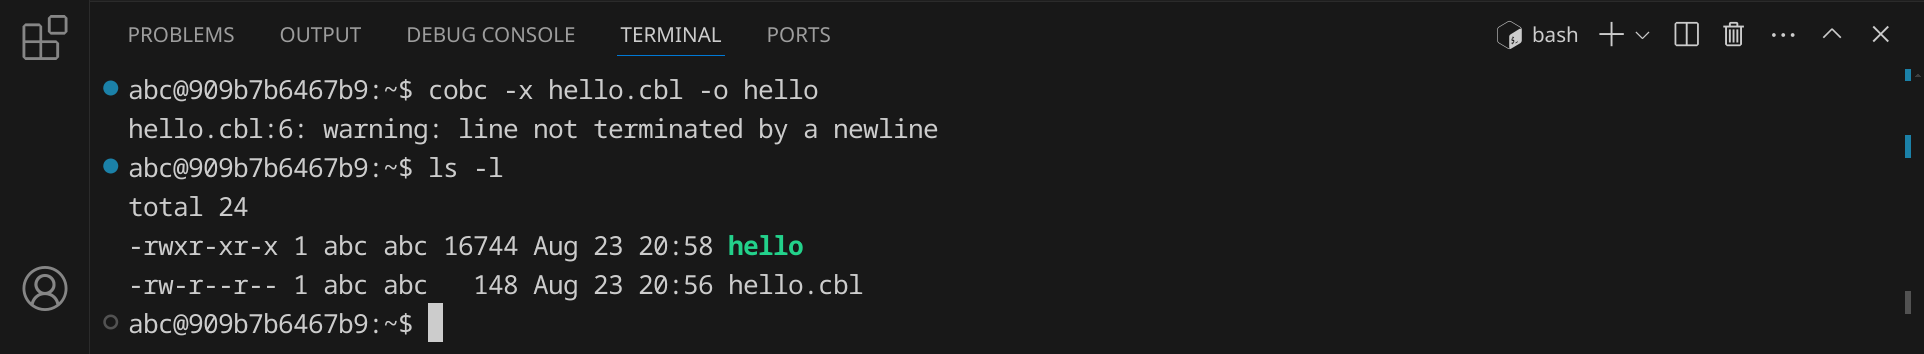 PROBLEMS OUTPUT DEBUG CONSOLE TERMINAL PORTS bash
abc@909b7b6467b9:~$ cobc -x hello.cbl -o hello
hello.cbl:6: warning: line not terminated by a newline
abc@909b7b6467b9:~$ ls -l
total 24
-rwxr-xr-x 1 abc abc 16744 Aug 23 20:58 hello
-rw-r--r-- 1 abc abc   148 Aug 23 20:56 hello.cbl
abc@909b7b6467b9:~$